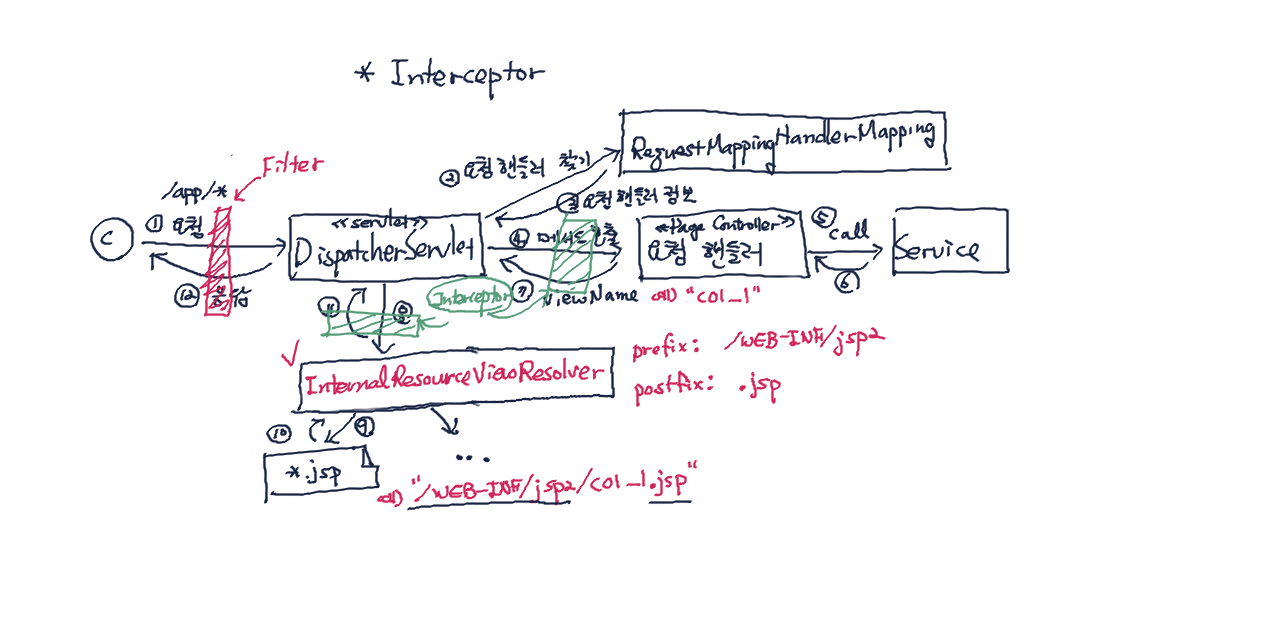 * Interceptor
RequestMappingHandlerMapping
② 요청 핸들러 찾기
Filter
/app/*
③ 요청 핸들러 정보
① 요청
C
<<servlet>>
DispatcherServlet
④ 메서드 호출
<<Page Controller>>
요청 핸들러
⑤ call
Service
⑥
⑫ 응답
Interceptor
⑦ ViewName 예) "c01_1"
⑪
⑧
prefix: /WEB-INF/jsp2
postfix: .jsp
InternalResourceViewResolver
⑩
⑨
...
*.jsp
예) "/WEB-INF/jsp2/c01_1.jsp"